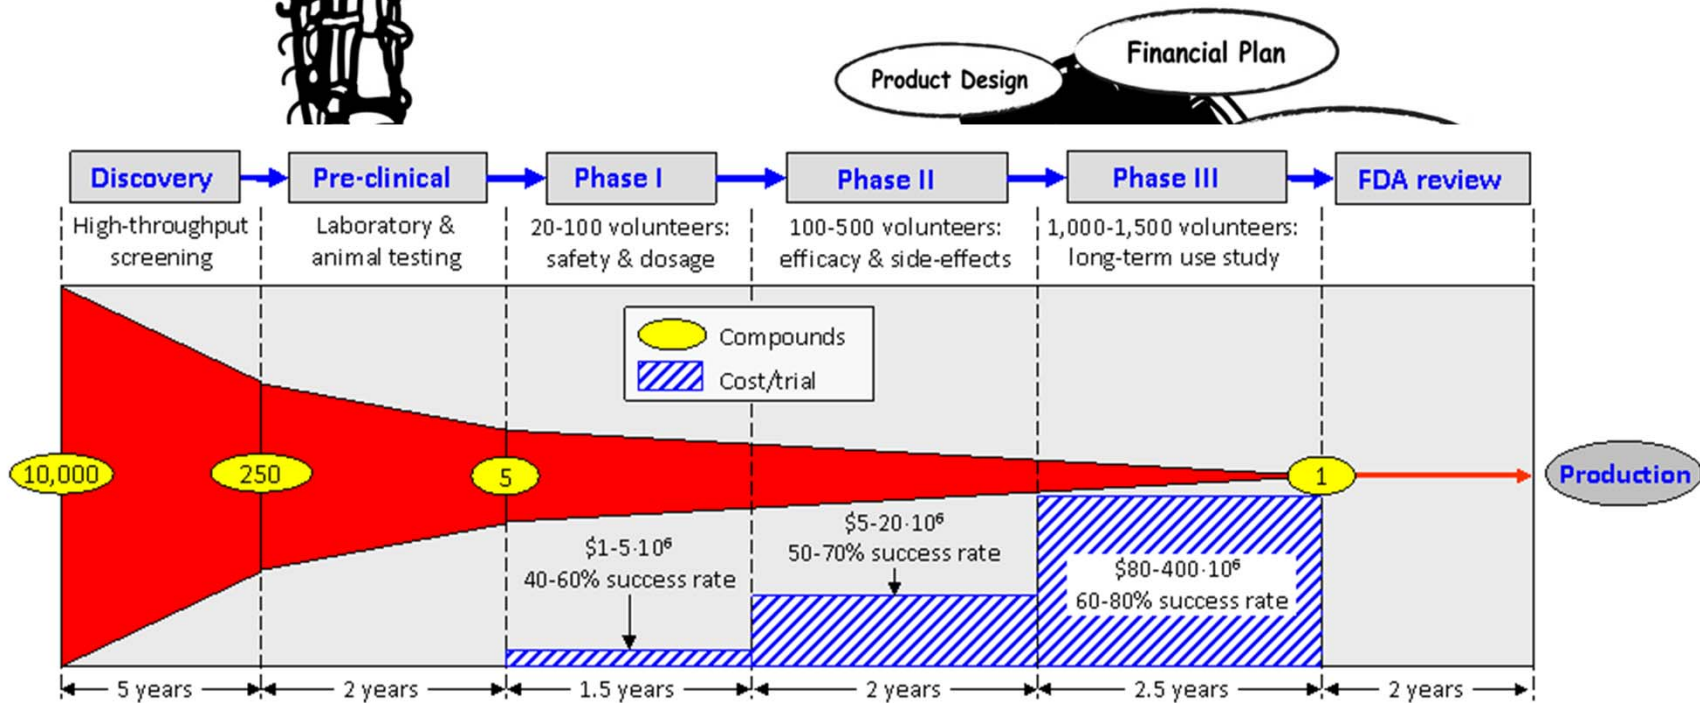 Product Design
Financial Plan
Discovery
Pre-clinical
Phase I
Phase II
Phase III
FDA review
High-throughput
screening
Laboratory &
animal testing
20-100 volunteers:
safety & dosage
100-500 volunteers:
efficacy & side-effects
1,000-1,500 volunteers:
long-term use study
Compounds
Cost/trial
10,000
250
5
1
Production
$1-5·10⁶
40-60% success rate
$5-20·10⁶
50-70% success rate
$80-400·10⁶
60-80% success rate
5 years
2 years
1.5 years
2 years
2.5 years
2 years